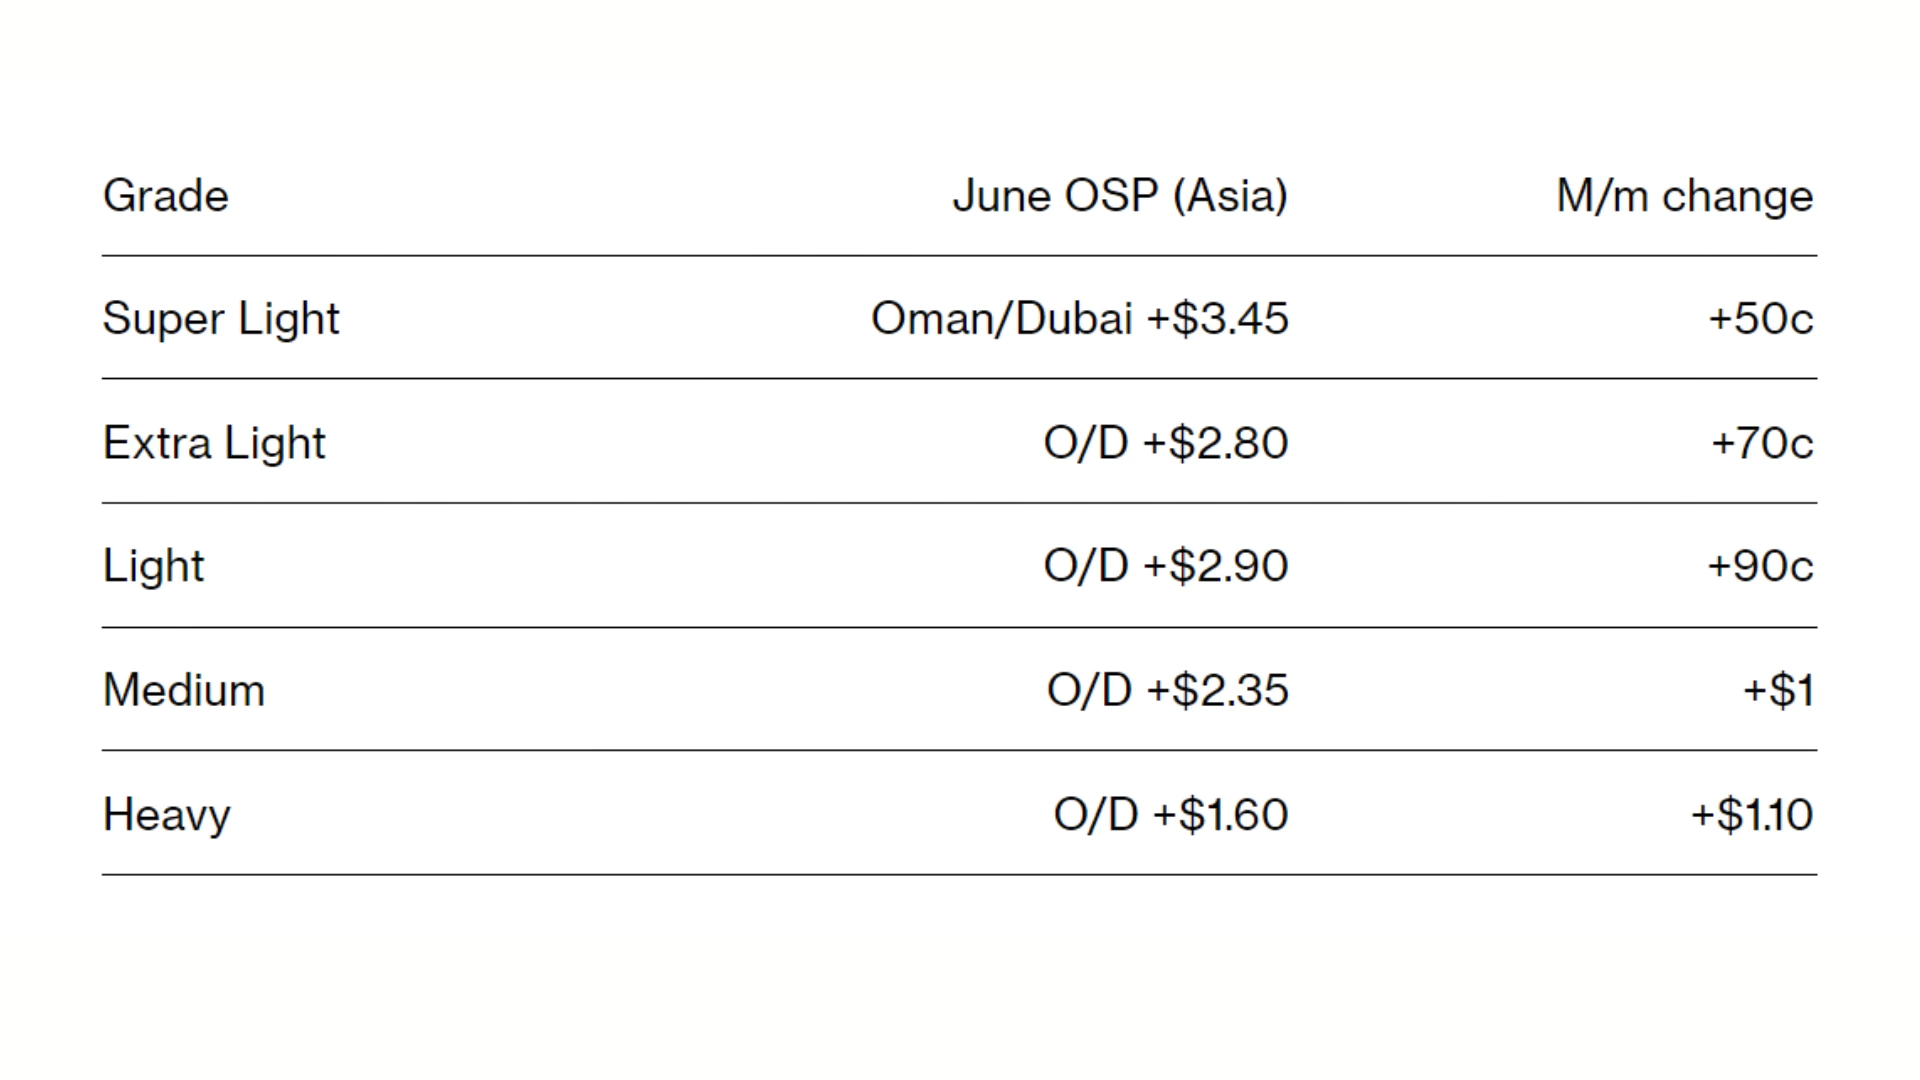 Grade June OSP (Asia) M/m change
Super Light Oman/Dubai +$3.45 +50c
Extra Light O/D +$2.80 +70c
Light O/D +$2.90 +90c
Medium O/D +$2.35 +$1
Heavy O/D +$1.60 +$1.10